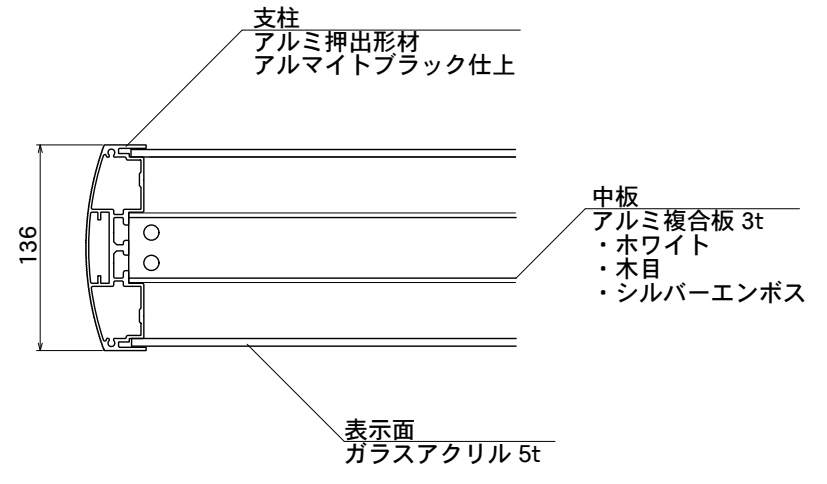 支柱
アルミ押出形材
アルマイトブラック仕上
136
中板
アルミ複合板 3t
・ホワイト
・木目
・シルバーエンボス
表示面
ガラスアクリル 5t